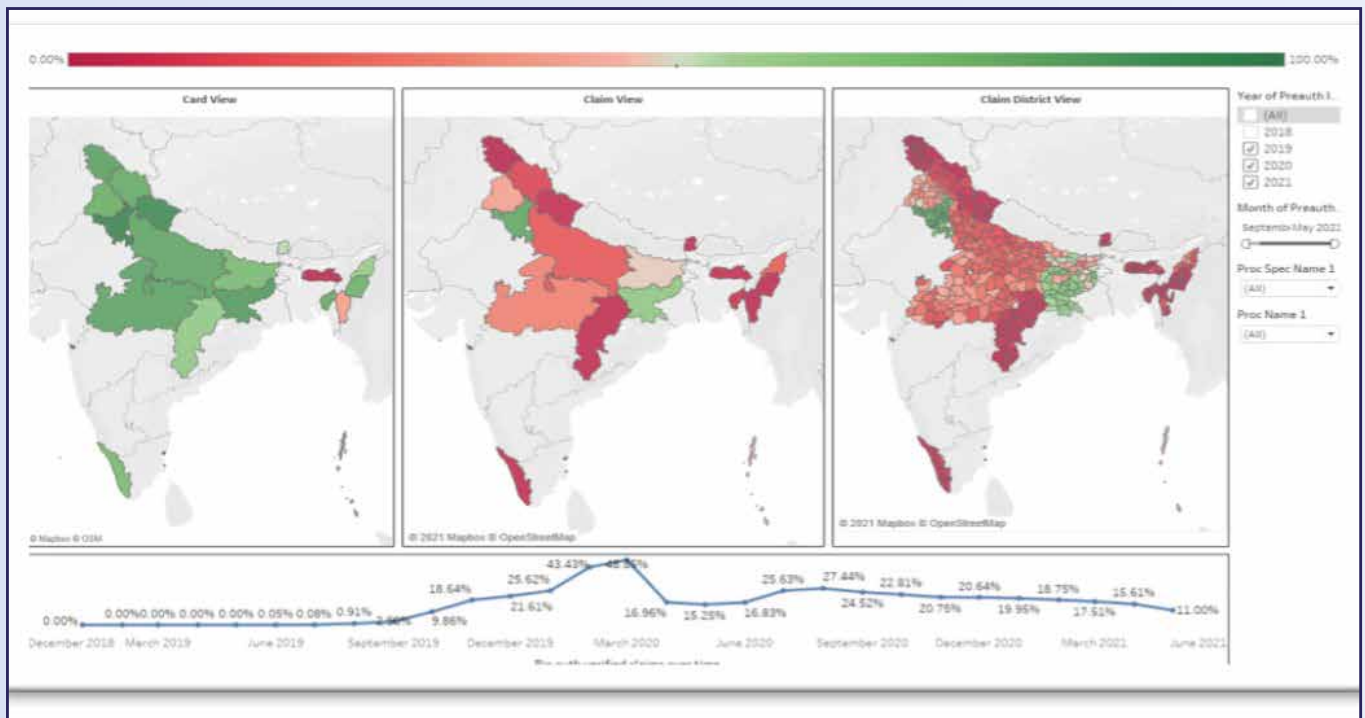 0.00%
100.00%
Card View
Claim View
Claim District View
Year of Preauth I..
(All)
2018
2019
2020
2021
Month of Preauth..
Proc Spec Name 1
(All)
Proc Name 1
(All)
© Mapbox © OSM
© 2021 Mapbox © OpenStreetMap
© 2021 Mapbox © OpenStreetMap
43.43%
18.64% 25.62% 25.63% 27.44% 22.81% 20.64% 18.75% 15.61%
0.00% 0.00% 0.00% 0.00% 0.00% 0.05% 0.08% 0.91% 9.86% 21.61% 16.96% 15.25% 16.83% 24.52% 20.75% 19.95% 17.51% 11.00%
December 2018 March 2019 June 2019 September 2019 December 2019 March 2020 June 2020 September 2020 December 2020 March 2021 June 2021
claims over time